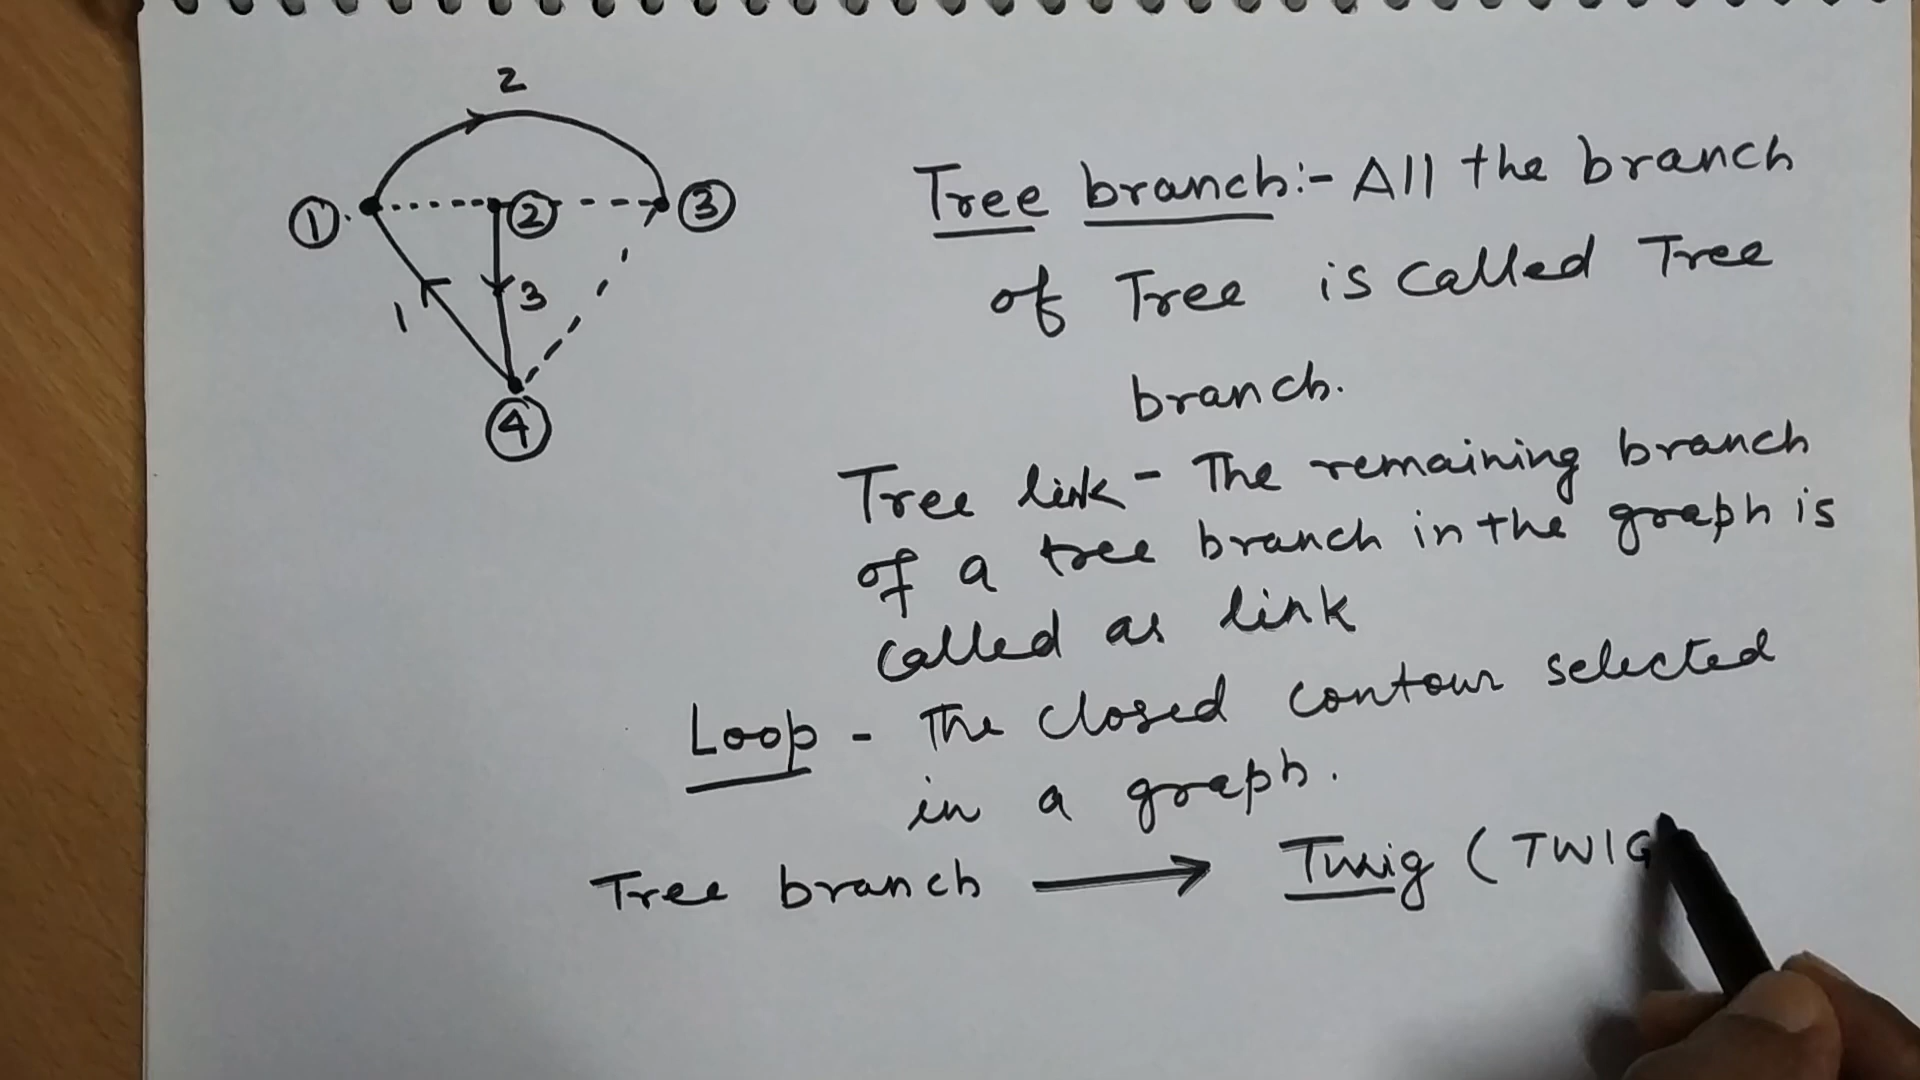 2
1
2
3
1
3
4
Tree branch:- All the branch
of Tree is called Tree
branch.
Tree link - The remaining branch
of a tree branch in the graph is
called as link
Loop - The closed contour selected
in a graph.
Tree branch → Twig (TWIG